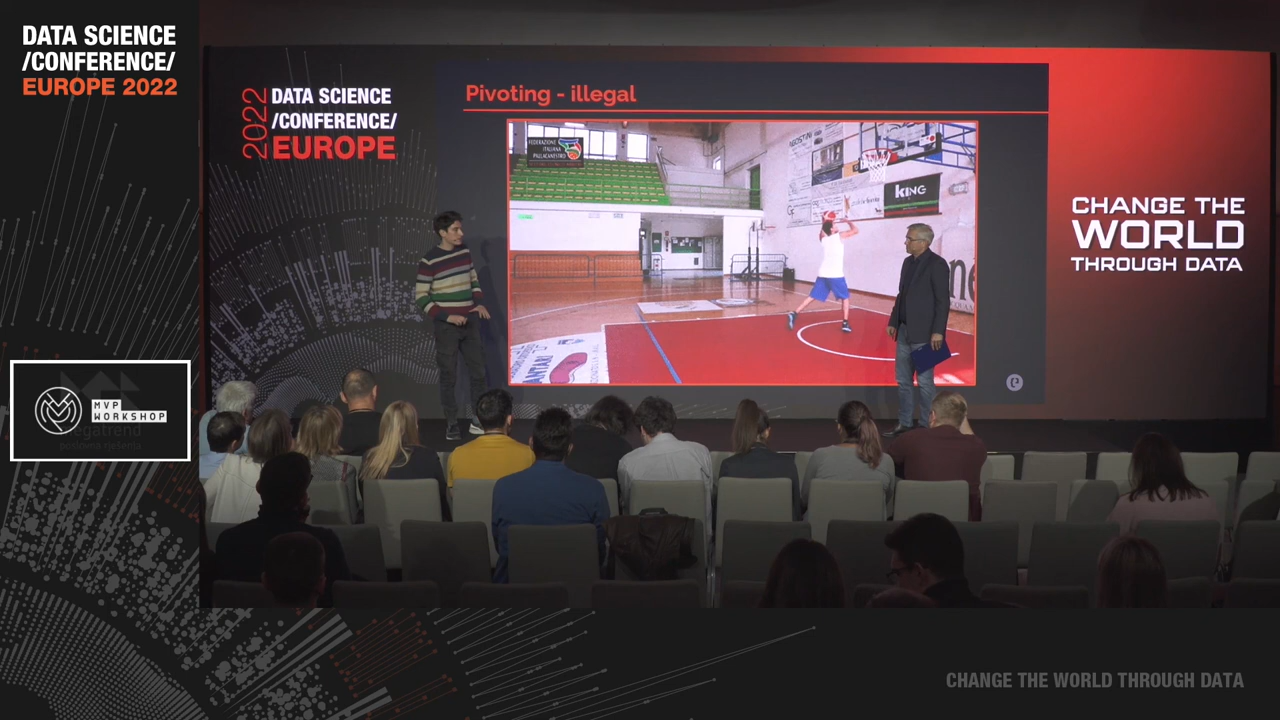 DATA SCIENCE
/CONFERENCE/
EUROPE 2022
2022
DATA SCIENCE
/CONFERENCE/
EUROPE
Pivoting - illegal
FEDERAZIONE
ITALIANA
PALLACANESTRO
AGOSTINI
KING
CHANGE THE
WORLD
THROUGH DATA
MVP
WORKSHOP
CHANGE THE WORLD THROUGH DATA